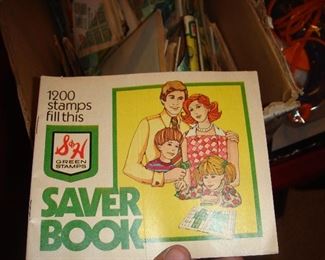 1200
stamps
fill this
S&H
GREEN
STAMPS
SAVER
BOOK